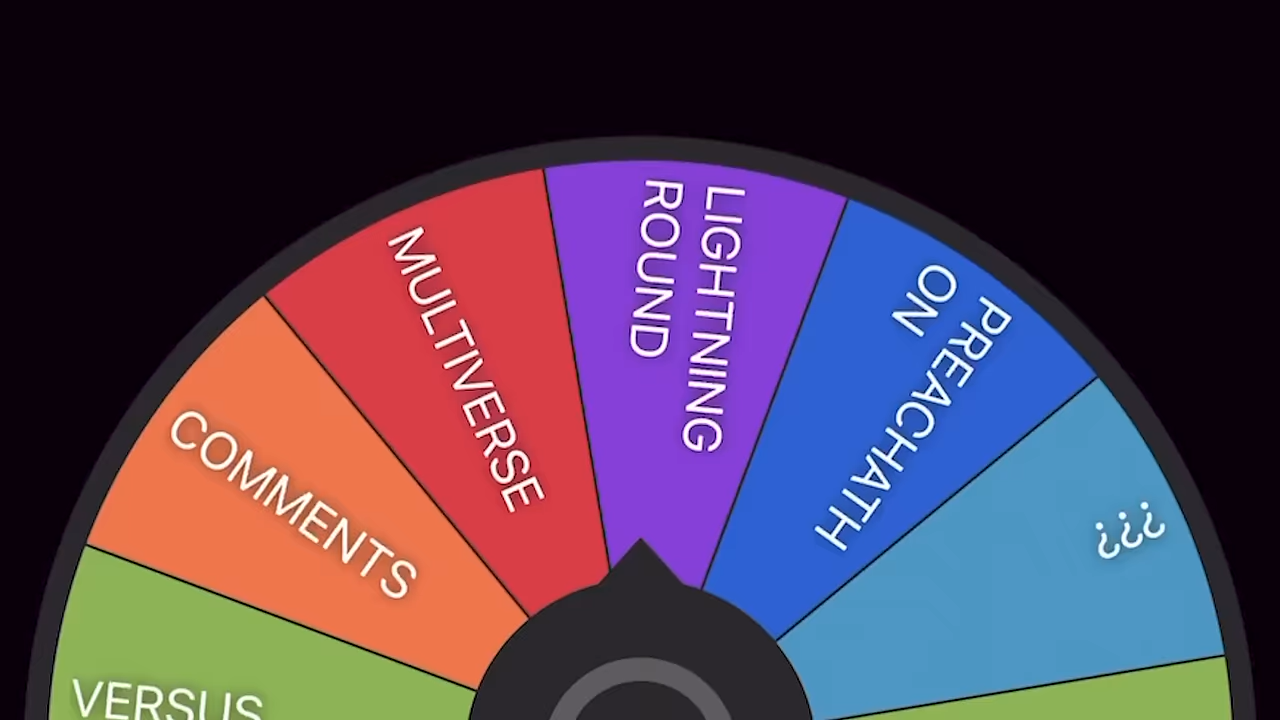 VERSUS
COMMENTS
MULTIVERSE
LIGHTNING
ROUND
PREACHATH
ON
???